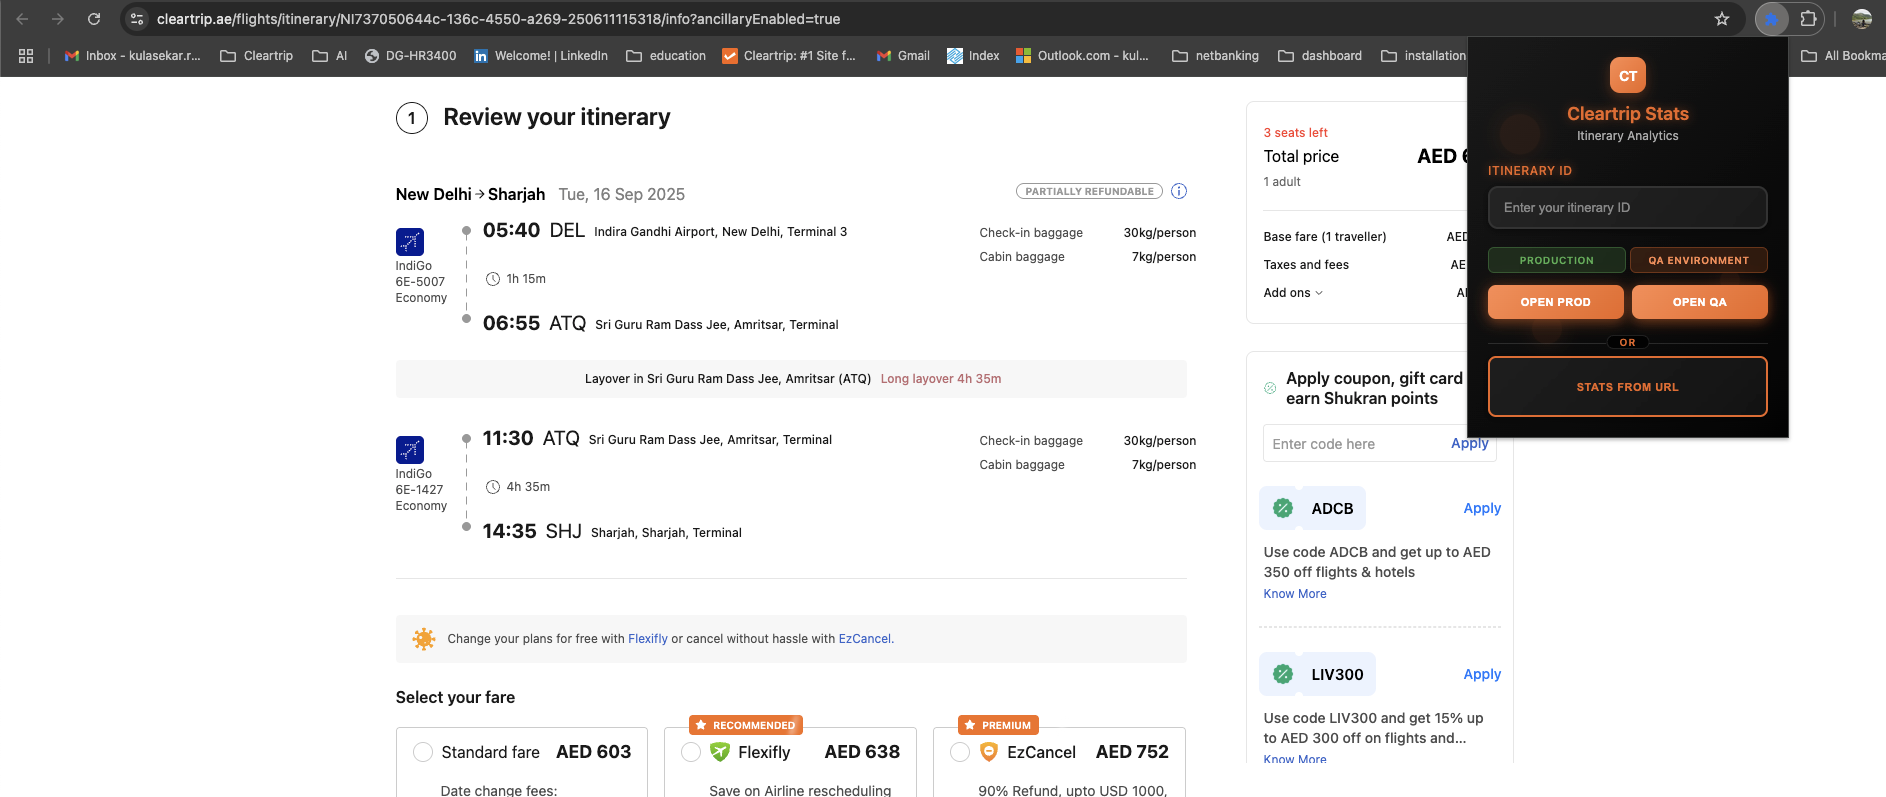 cleartrip.ae/flights/itinerary/NI737050644c-136c-4550-a269-250611115318/info?ancillaryEnabled=true
Inbox - kulasekar.r...
Cleartrip
AI
DG-HR3400
Welcome! | LinkedIn
education
Cleartrip: #1 Site f...
Gmail
Index
Outlook.com - kul...
netbanking
dashboard
installation
All Bookma
1 Review your itinerary
New Delhi → Sharjah Tue, 16 Sep 2025
PARTIALLY REFUNDABLE
IndiGo
6E-5007
Economy
05:40 DEL Indira Gandhi Airport, New Delhi, Terminal 3
1h 15m
06:55 ATQ Sri Guru Ram Dass Jee, Amritsar, Terminal
Check-in baggage 30kg/person
Cabin baggage 7kg/person
Layover in Sri Guru Ram Dass Jee, Amritsar (ATQ) Long layover 4h 35m
IndiGo
6E-1427
Economy
11:30 ATQ Sri Guru Ram Dass Jee, Amritsar, Terminal
4h 35m
14:35 SHJ Sharjah, Sharjah, Terminal
Check-in baggage 30kg/person
Cabin baggage 7kg/person
Change your plans for free with Flexifly or cancel without hassle with EzCancel.
Select your fare
Standard fare AED 603
Date change fees:
RECOMMENDED
Flexifly AED 638
Save on Airline rescheduling
PREMIUM
EzCancel AED 752
90% Refund, upto USD 1000,
3 seats left
Total price AED
1 adult
Base fare (1 traveller) AED
Taxes and fees
Add ons
Apply coupon, gift card
earn Shukran points
Enter code here Apply
ADCB Apply
Use code ADCB and get up to AED
350 off flights & hotels
Know More
LIV300 Apply
Use code LIV300 and get 15% up
to AED 300 off on flights and...
Know More
CT
Cleartrip Stats
Itinerary Analytics
ITINERARY ID
Enter your itinerary ID
PRODUCTION
QA ENVIRONMENT
OPEN PROD
OPEN QA
OR
STATS FROM URL